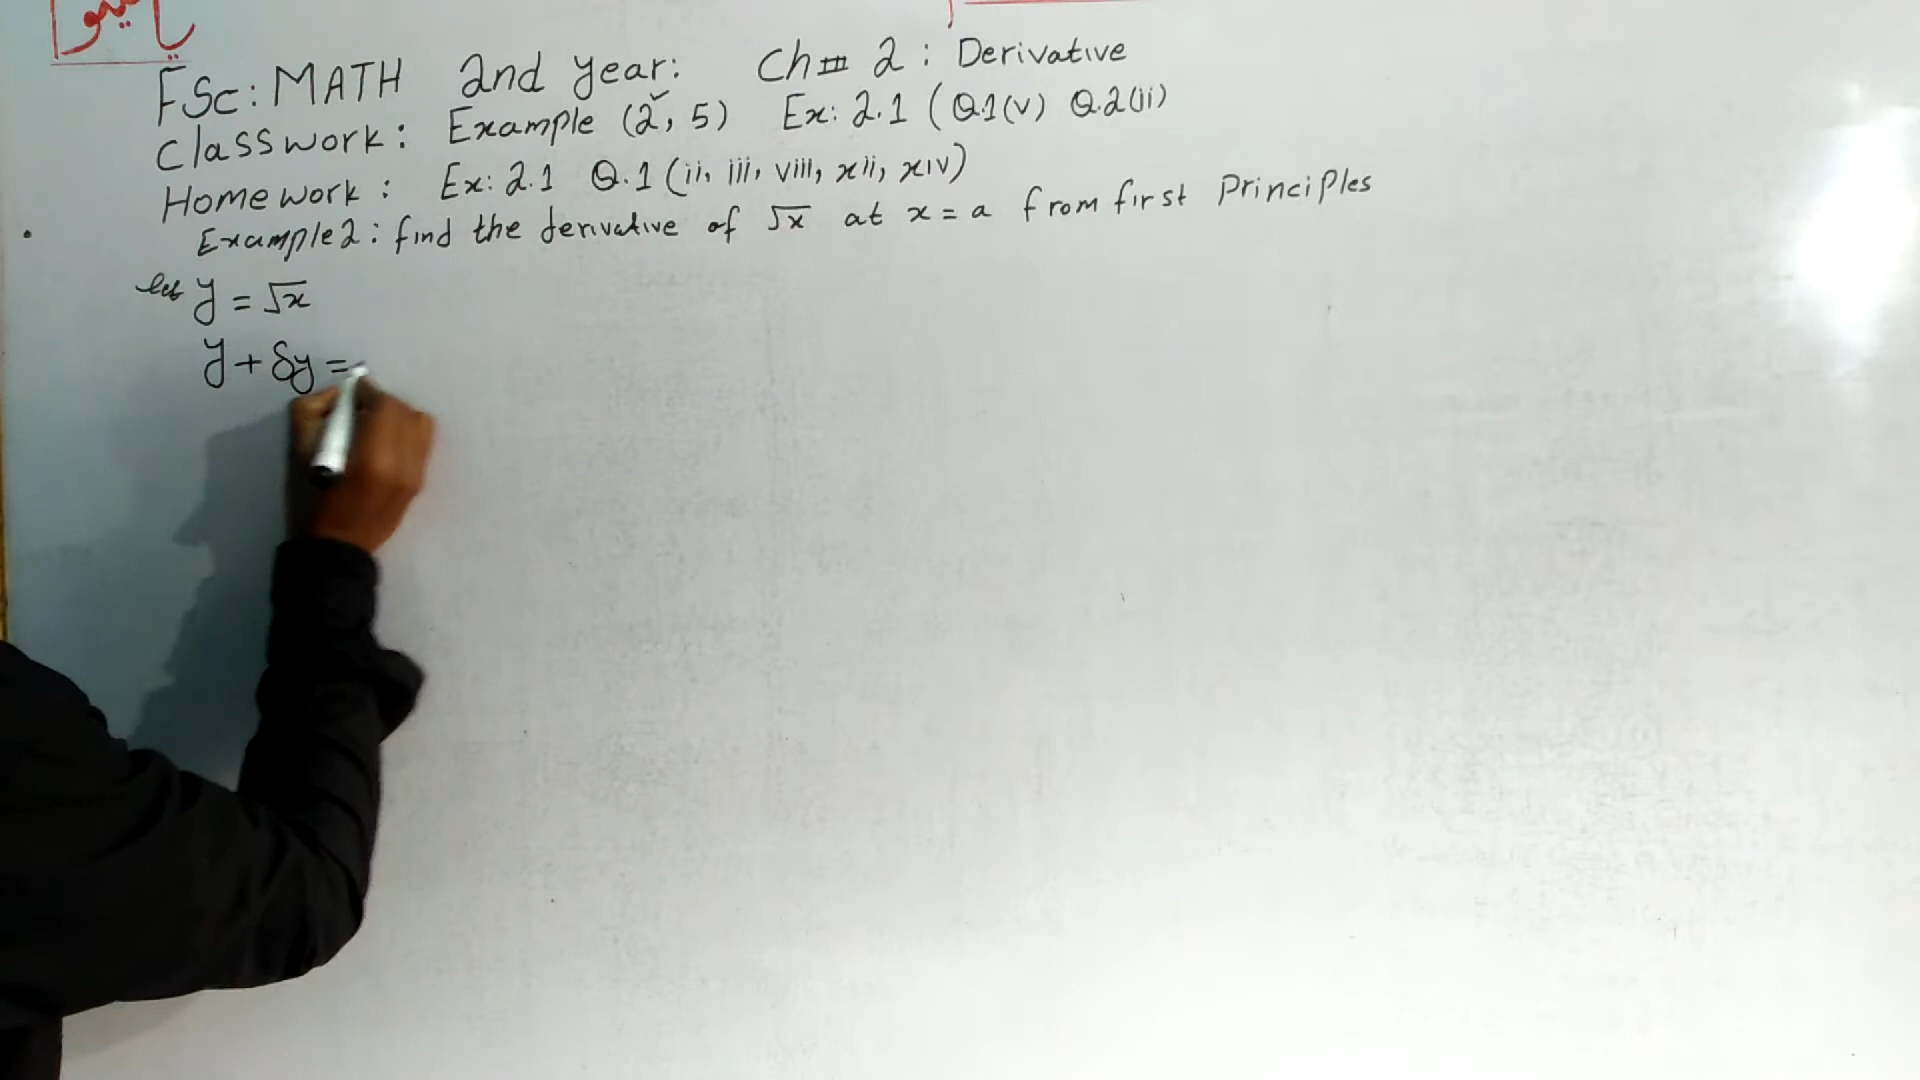 FSc: MATH 2nd year: Ch 2: Derivative
Classwork: Example (2, 5) Ex: 2.1 (Q.1(v) Q.2(ii)
Homework: Ex: 2.1 Q.1 (ii, iii, viii, xii, xiv)
Example 2: find the derivative of √x at x = a from first Principles
let y = √x
y + δy =